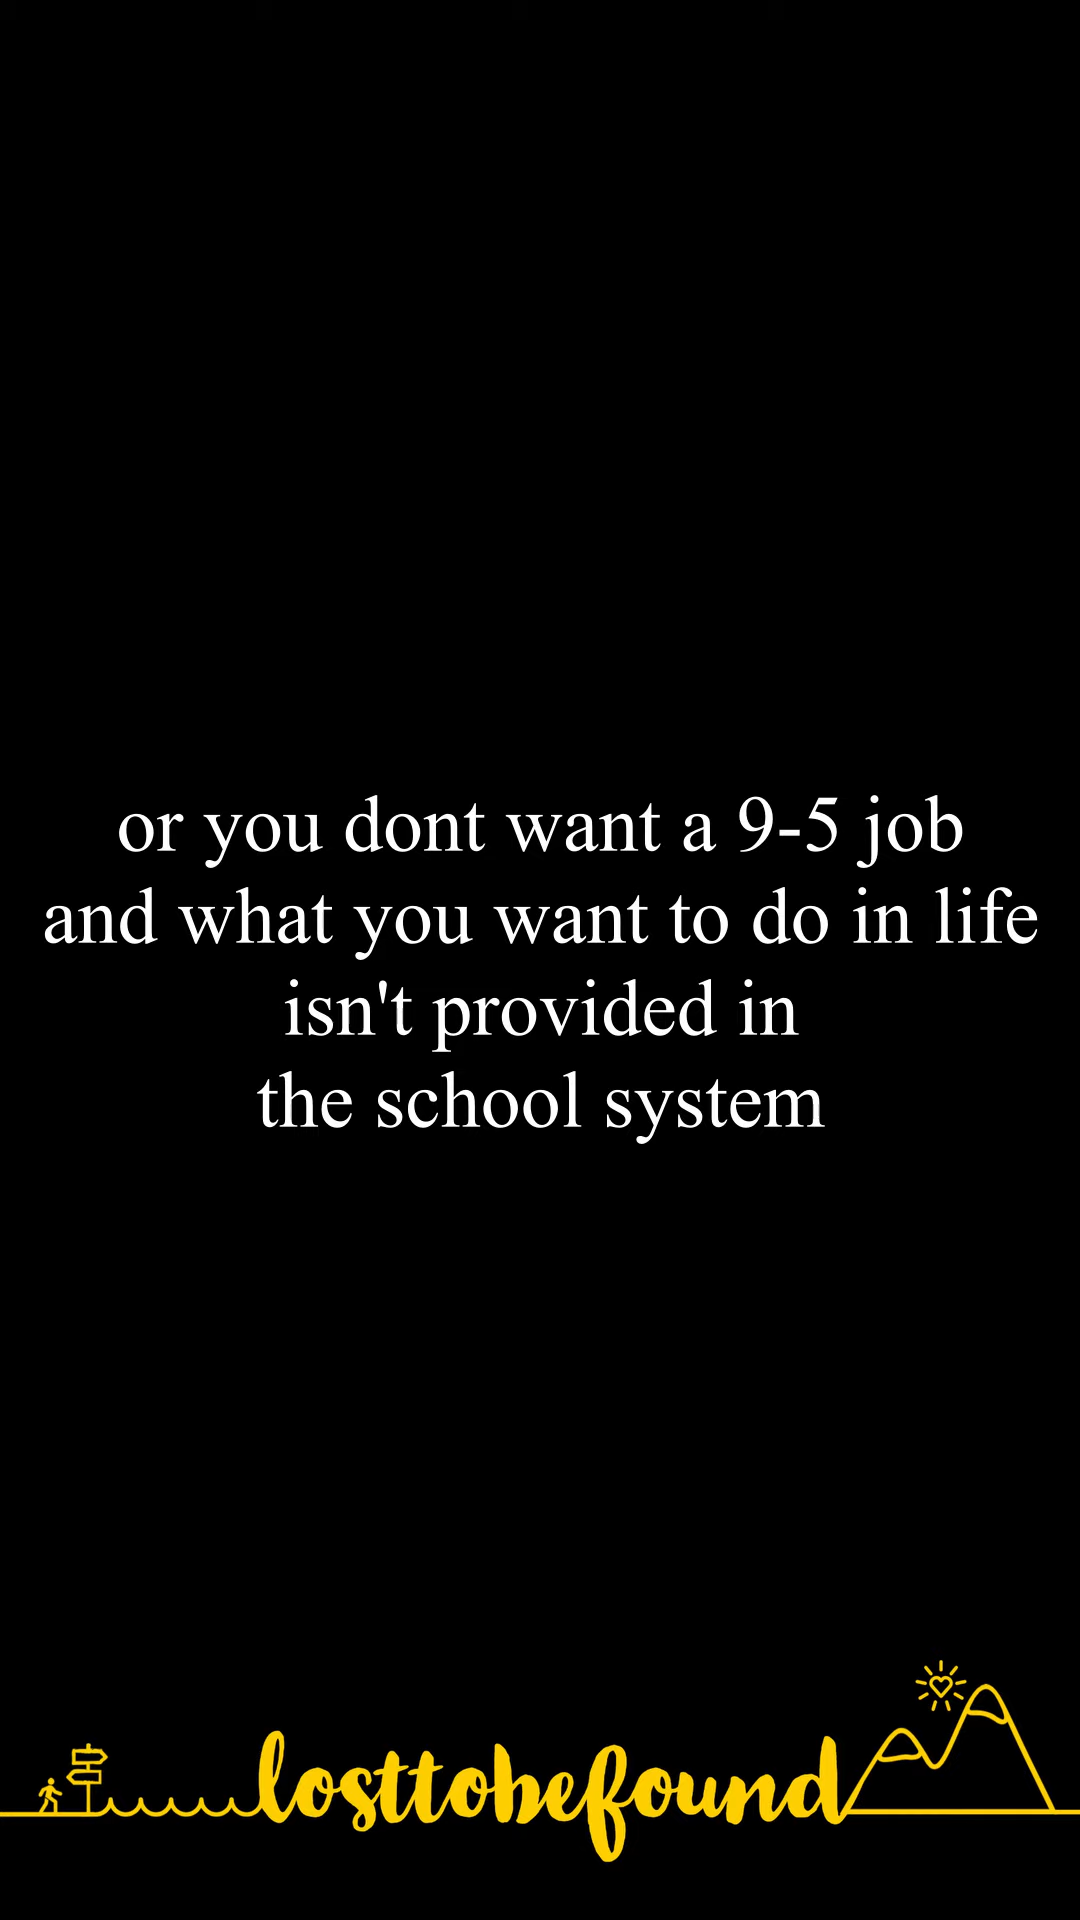 or you dont want a 9-5 job
and what you want to do in life
isn't provided in
the school system
losttobefound